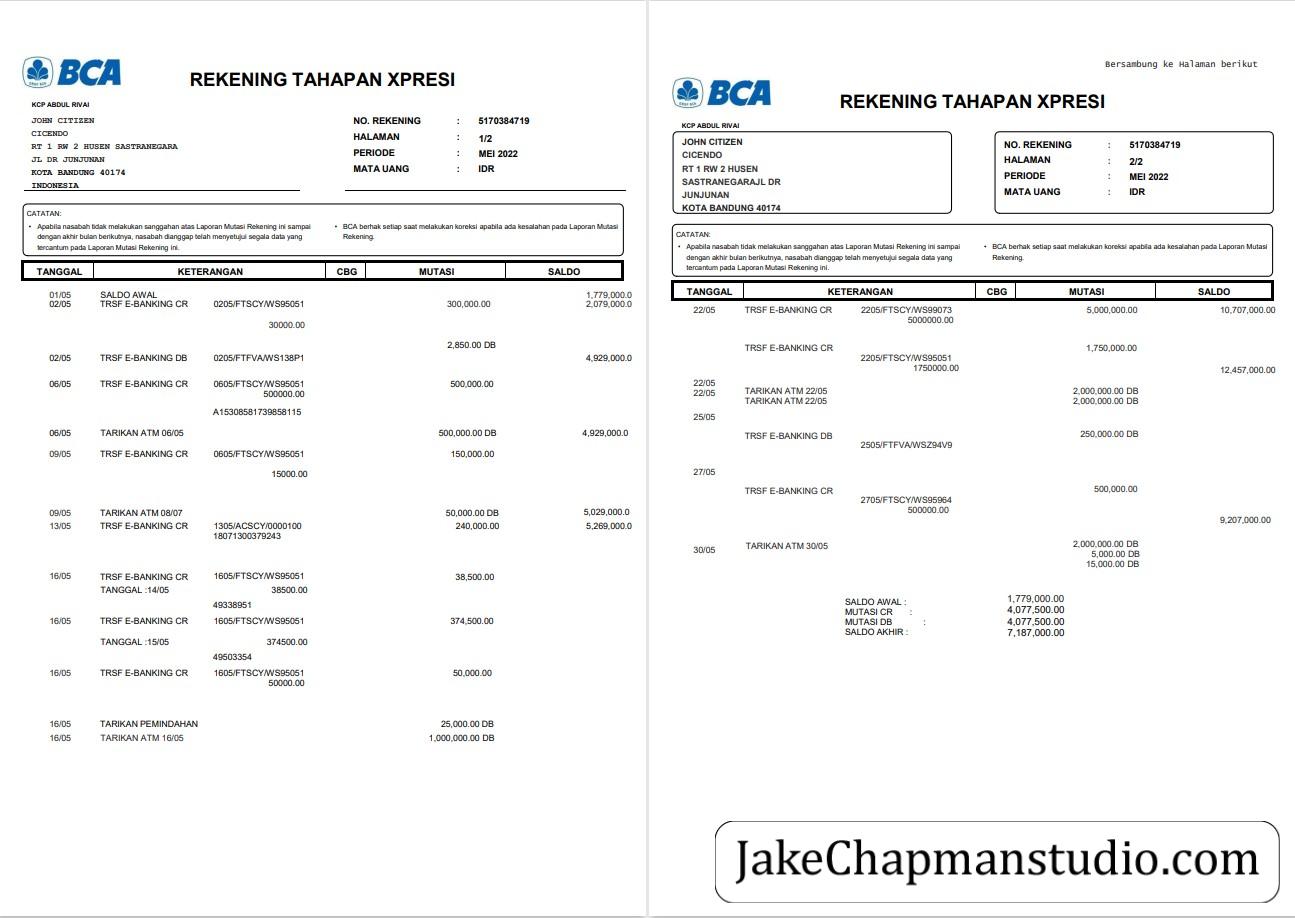 BCA
REKENING TAHAPAN XPRESI
KCP ABDUL RIVAI
JOHN CITIZEN
CICENDO
RT 1 RW 2 HUSEN SASTRANEGARA
JL DR JUNJUNAN
KOTA BANDUNG 40174
INDONESIA
NO. REKENING : 5170384719
HALAMAN : 1/2
PERIODE : MEI 2022
MATA UANG : IDR
CATATAN:
• Apabila nasabah tidak melakukan sanggahan atas Laporan Mutasi Rekening ini sampai
dengan akhir bulan berikutnya, nasabah dianggap telah menyetujui segala data yang
tercantum pada Laporan Mutasi Rekening ini.
• BCA berhak setiap saat melakukan koreksi apabila ada kesalahan pada Laporan Mutasi
Rekening.
TANGGAL KETERANGAN CBG MUTASI SALDO
01/05 SALDO AWAL 1,779,000.0
02/05 TRSF E-BANKING CR 0205/FTSCY/WS95051 300,000.00 2,079,000.0
30000.00
2,850.00 DB
02/05 TRSF E-BANKING DB 0205/FTFVA/WS138P1 4,929,000.0
06/05 TRSF E-BANKING CR 0605/FTSCY/WS95051 500,000.00
500000.00
A15308581739858115
06/05 TARIKAN ATM 06/05 500,000.00 DB 4,929,000.0
09/05 TRSF E-BANKING CR 0605/FTSCY/WS95051 150,000.00
15000.00
09/05 TARIKAN ATM 08/07 50,000.00 DB 5,029,000.0
13/05 TRSF E-BANKING CR 1305/ACSCY/0000100 240,000.00 5,269,000.0
18071300379243
16/05 TRSF E-BANKING CR 1605/FTSCY/WS95051 38,500.00
TANGGAL :14/05 38500.00
49338951
16/05 TRSF E-BANKING CR 1605/FTSCY/WS95051 374,500.00
TANGGAL :15/05 374500.00
49503354
16/05 TRSF E-BANKING CR 1605/FTSCY/WS95051 50,000.00
50000.00
16/05 TARIKAN PEMINDAHAN 25,000.00 DB
16/05 TARIKAN ATM 16/05 1,000,000.00 DB
Bersambung ke Halaman berikut
BCA
REKENING TAHAPAN XPRESI
KCP ABDUL RIVAI
JOHN CITIZEN
CICENDO
RT 1 RW 2 HUSEN
SASTRANEGARAJL DR
JUNJUNAN
KOTA BANDUNG 40174
NO. REKENING : 5170384719
HALAMAN : 2/2
PERIODE : MEI 2022
MATA UANG : IDR
CATATAN:
• Apabila nasabah tidak melakukan sanggahan atas Laporan Mutasi Rekening ini sampai
dengan akhir bulan berikutnya, nasabah dianggap telah menyetujui segala data yang
tercantum pada Laporan Mutasi Rekening ini.
• BCA berhak setiap saat melakukan koreksi apabila ada kesalahan pada Laporan Mutasi
Rekening.
TANGGAL KETERANGAN CBG MUTASI SALDO
22/05 TRSF E-BANKING CR 2205/FTSCY/WS99073 5,000,000.00 10,707,000.00
5000000.00
TRSF E-BANKING CR 1,750,000.00
2205/FTSCY/WS95051
1750000.00
12,457,000.00
22/05
22/05 TARIKAN ATM 22/05 2,000,000.00 DB
TARIKAN ATM 22/05 2,000,000.00 DB
25/05
TRSF E-BANKING DB 250,000.00 DB
2505/FTFVA/WSZ94V9
27/05
TRSF E-BANKING CR 500,000.00
2705/FTSCY/WS95964
500000.00
9,207,000.00
30/05 TARIKAN ATM 30/05 2,000,000.00 DB
5,000.00 DB
15,000.00 DB
SALDO AWAL : 1,779,000.00
MUTASI CR : 4,077,500.00
MUTASI DB : 4,077,500.00
SALDO AKHIR : 7,187,000.00
JakeChapmanstudio.com